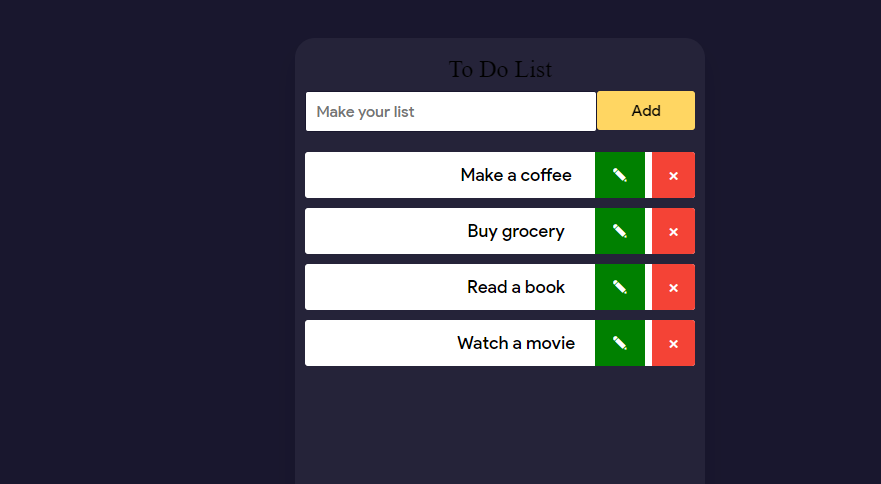 To Do List
Make your list
Add
Make a coffee
Buy grocery
Read a book
Watch a movie